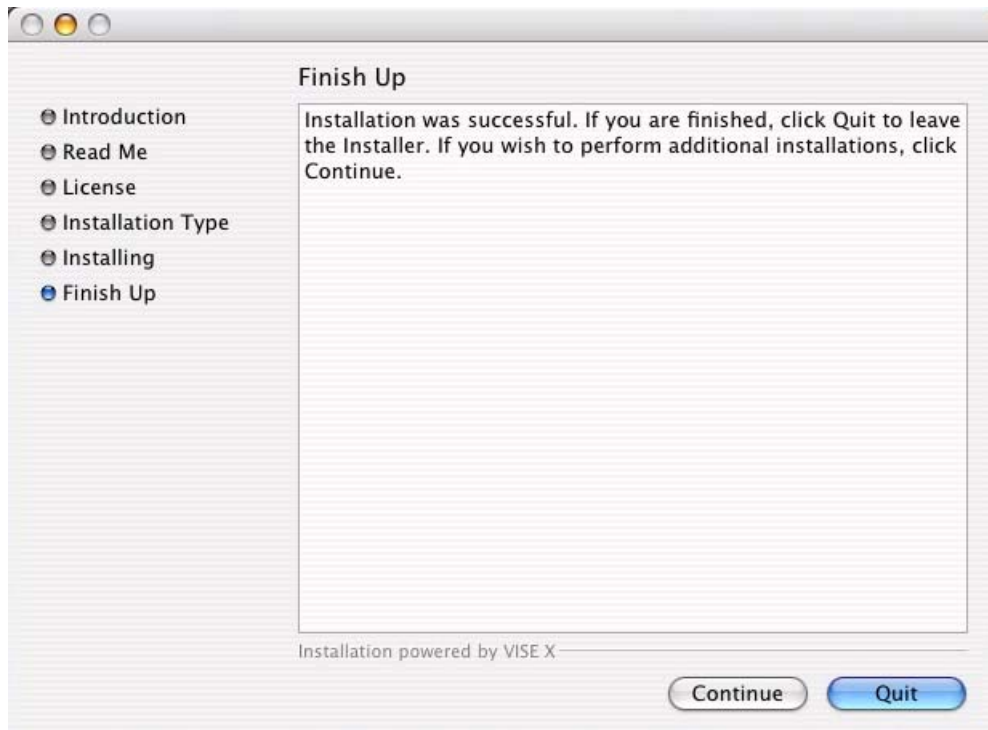 Finish Up
Introduction
Read Me
License
Installation Type
Installing
Finish Up
Installation was successful. If you are finished, click Quit to leave
the Installer. If you wish to perform additional installations, click
Continue.
Installation powered by VISE X
Continue
Quit